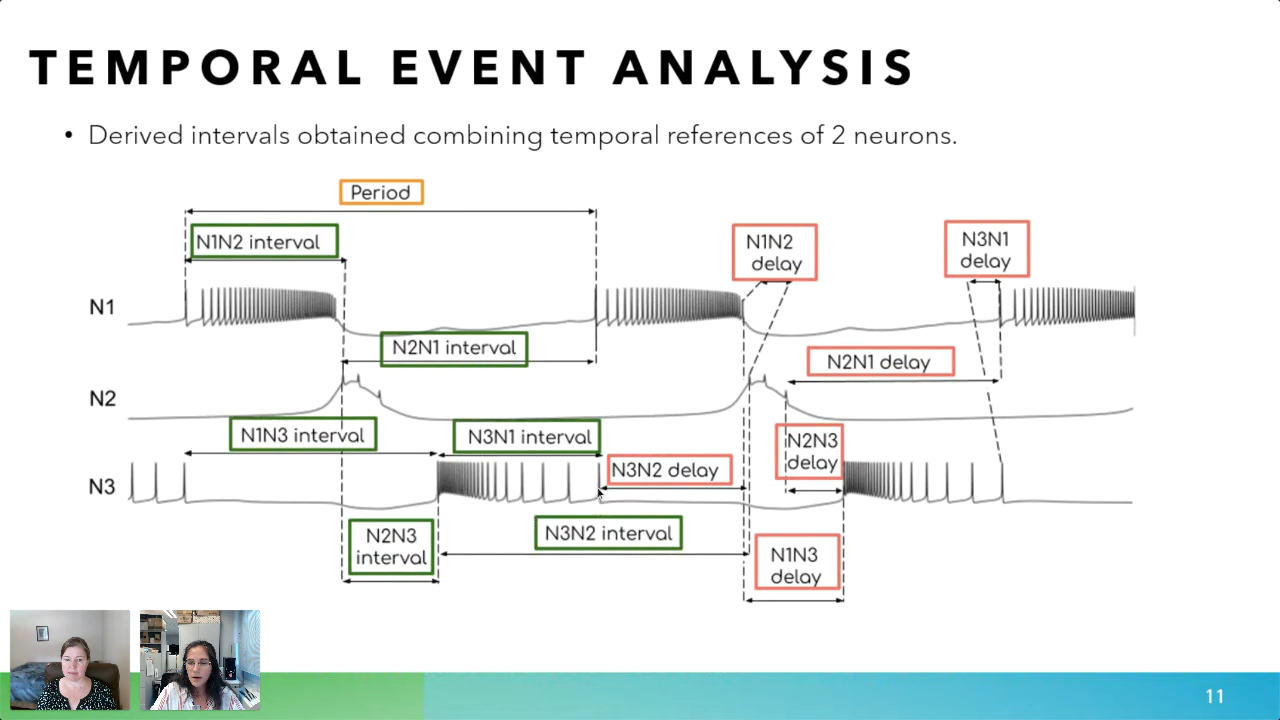 TEMPORAL EVENT ANALYSIS
• Derived intervals obtained combining temporal references of 2 neurons.
Period
N1N2 interval
N1N2
delay
N3N1
delay
N1
N2N1 interval
N2N1 delay
N2
N1N3 interval
N3N1 interval
N2N3
delay
N3N2 delay
N3
N2N3
interval
N3N2 interval
N1N3
delay
11